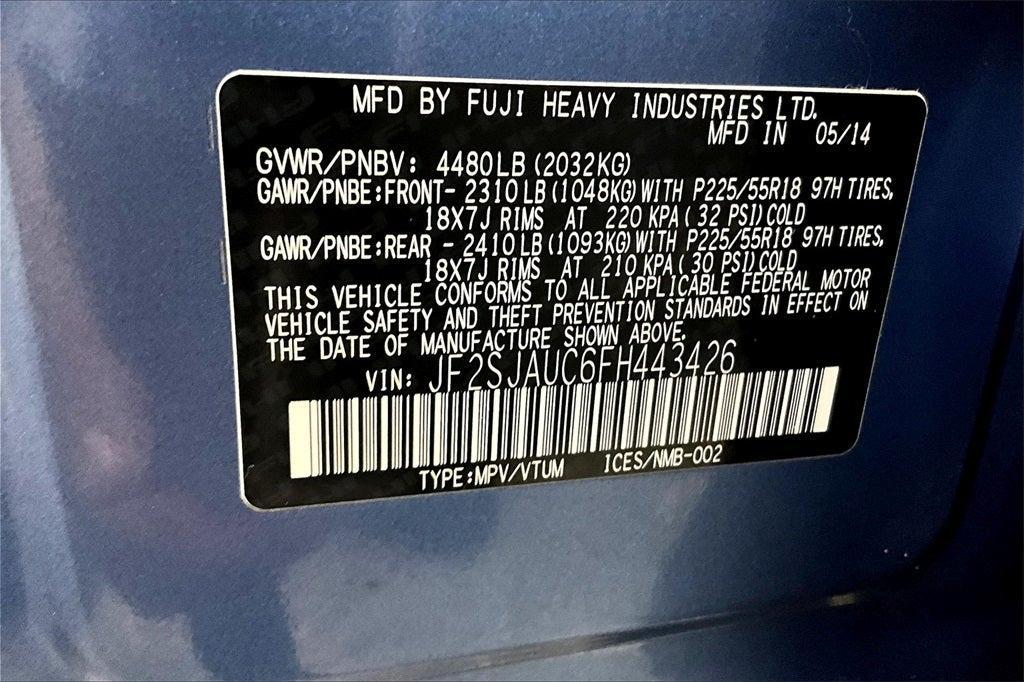 MFD BY FUJI HEAVY INDUSTRIES LTD.
MFD IN 05/14
GVWR/PNBV: 4480LB (2032KG)
GAWR/PNBE:FRONT- 2310LB (1048KG) WITH P225/55R18 97H TIRES,
18X7J RIMS AT 220 KPA ( 32 PSI) COLD
GAWR/PNBE:REAR - 2410LB (1093KG) WITH P225/55R18 97H TIRES,
18X7J RIMS AT 210 KPA ( 30 PSI) COLD
THIS VEHICLE CONFORMS TO ALL APPLICABLE FEDERAL MOTOR
VEHICLE SAFETY AND THEFT PREVENTION STANDARDS IN EFFECT ON
THE DATE OF MANUFACTURE SHOWN ABOVE.
VIN: JF2SJAUC6FH443426
TYPE:MPV/VTUM ICES/NMB-002